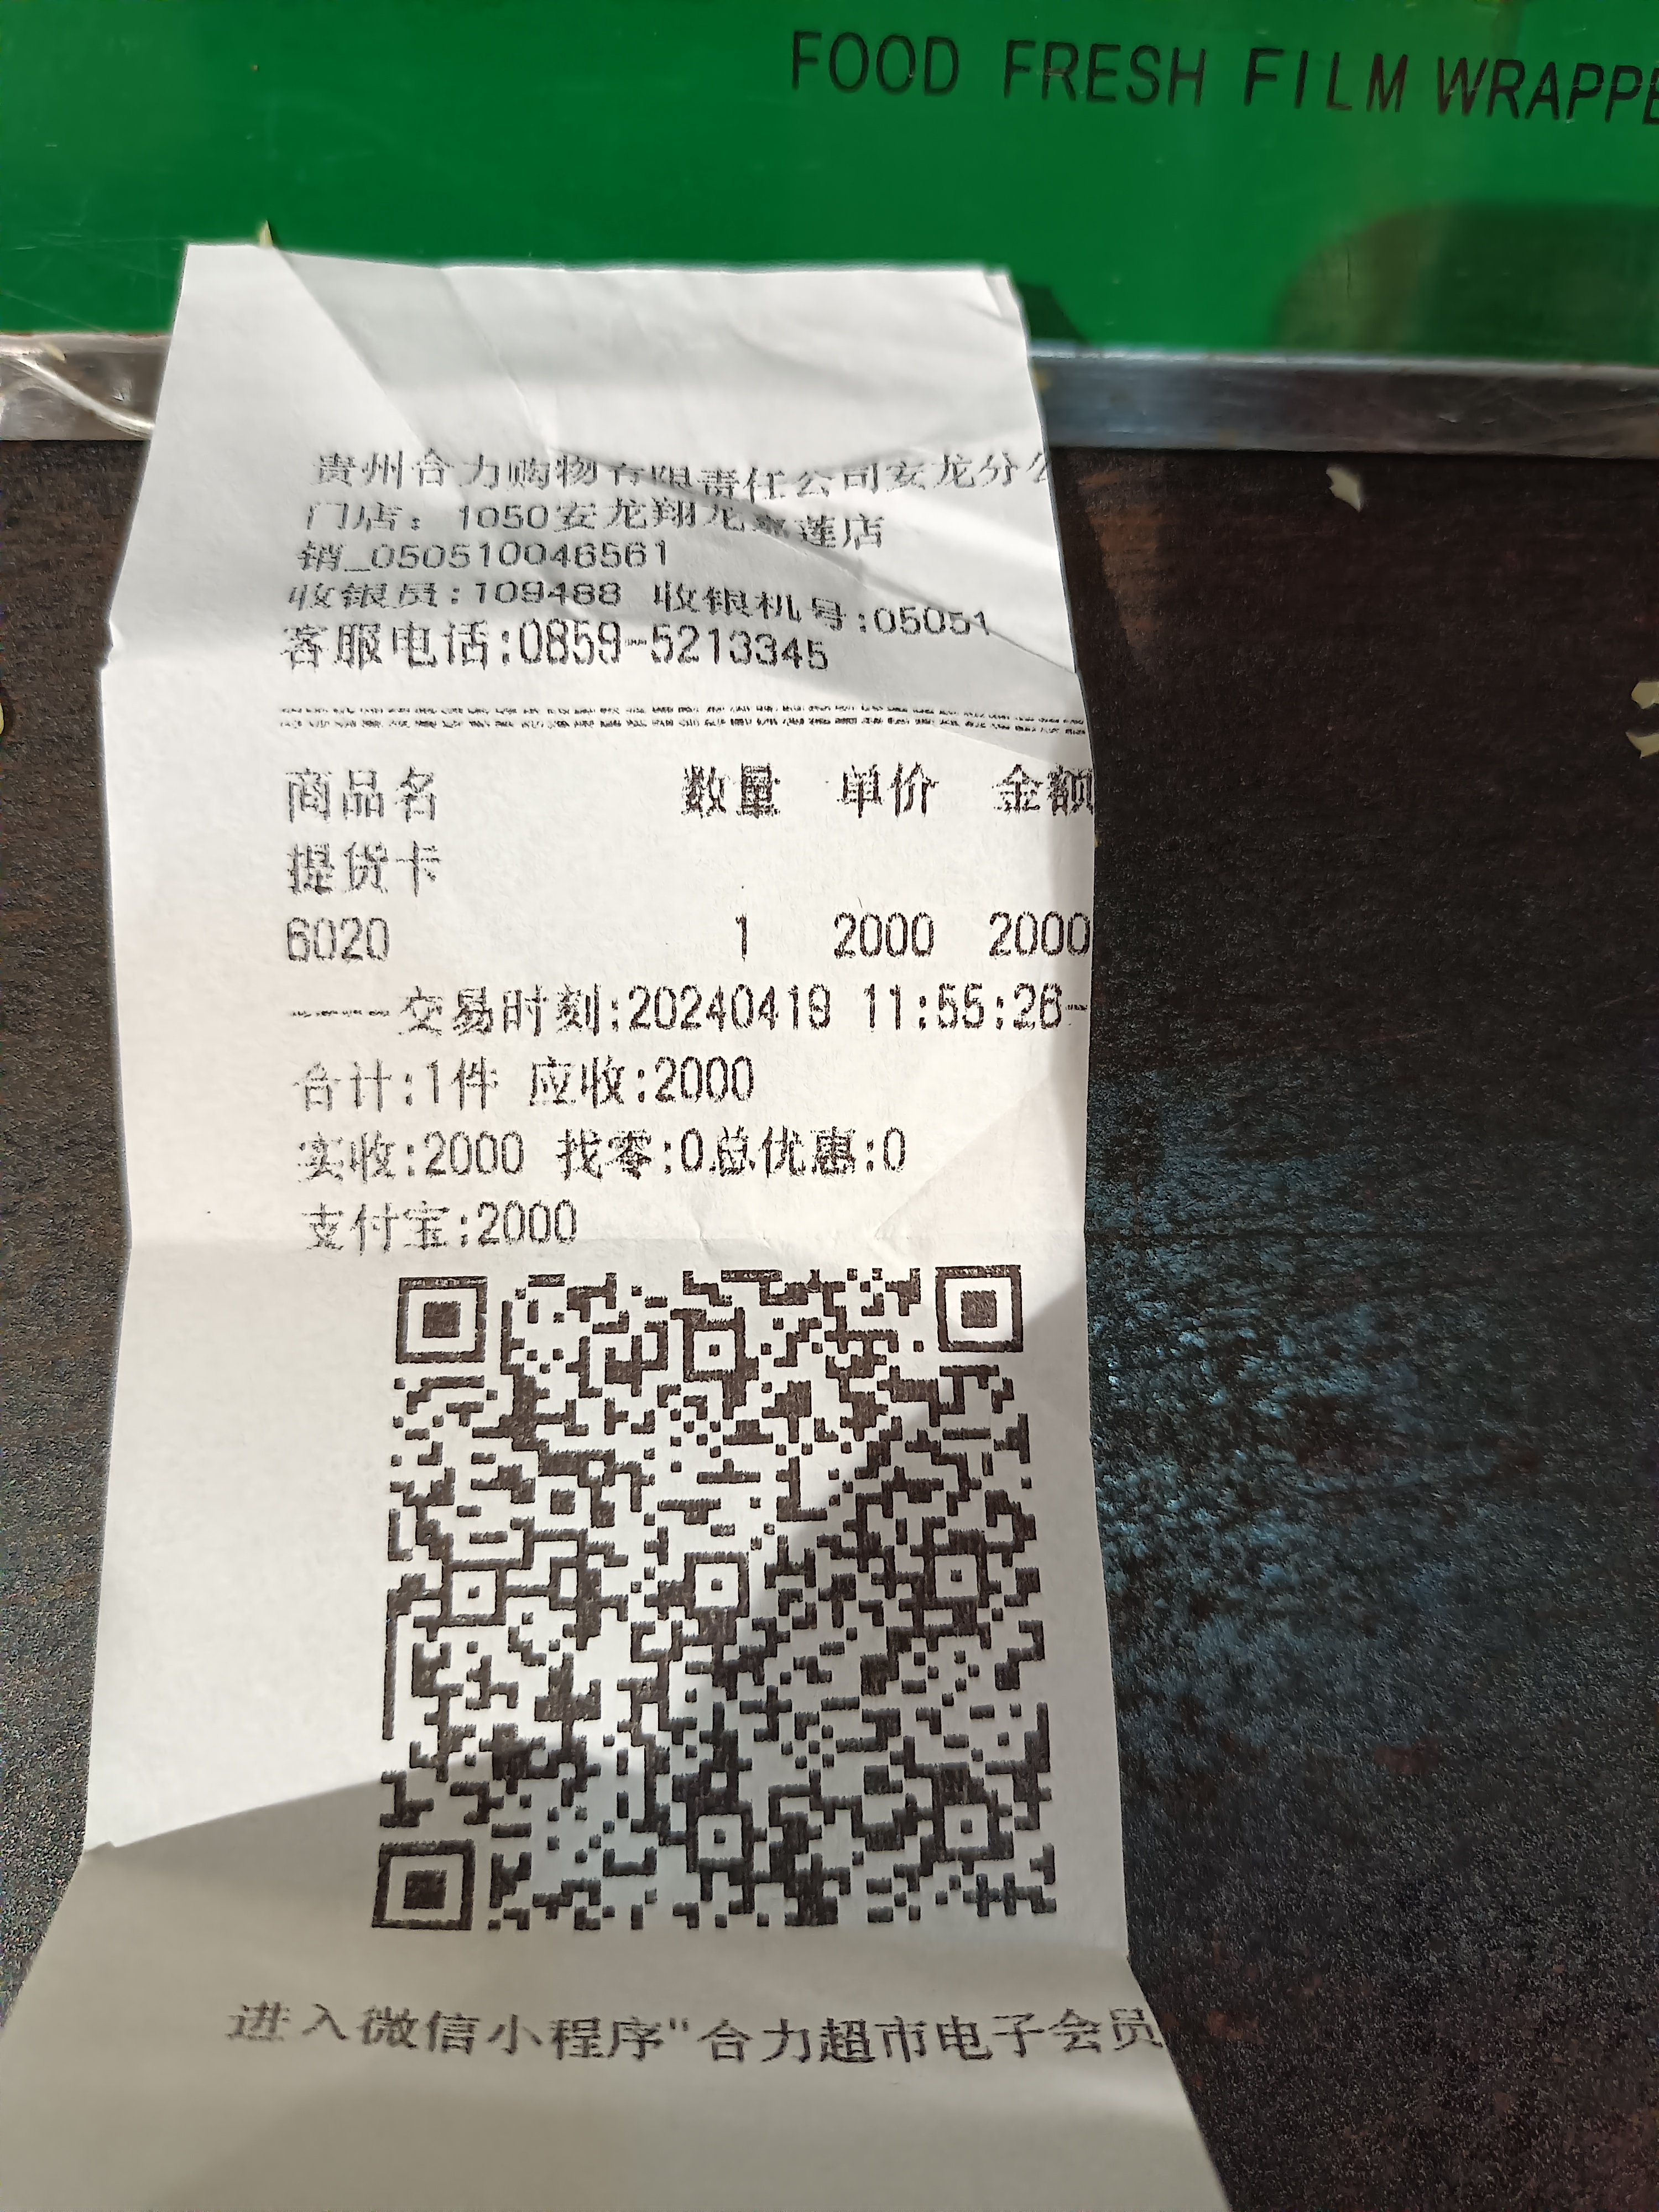 FOOD FRESH FILM WRAPPE
贵州合力购物有限责任公司安龙分公
门店：1050安龙翔龙 莲店
销_050510046561
收银员:109488 收银机号:05051
客服电话:0859-5213345
商品名 数量 单价 金额
提货卡
6020 1 2000 2000
----交易时刻:20240419 11:55:26-
合计:1件 应收:2000
实收:2000 找零:0总优惠:0
支付宝:2000
进入微信小程序"合力超市电子会员